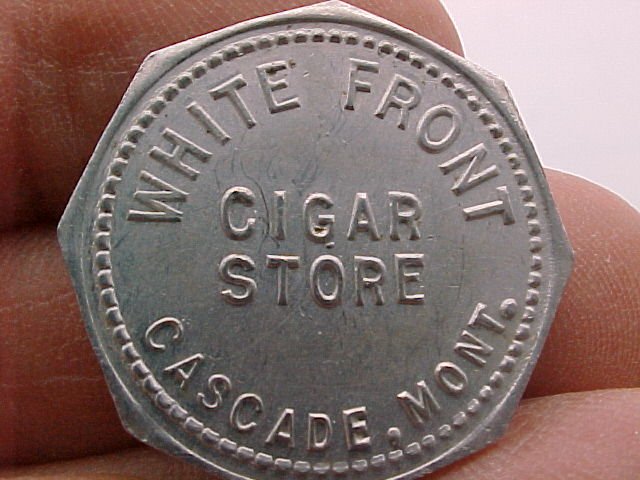 WHITE FRONT
CIGAR
STORE
CASCADE, MONT.